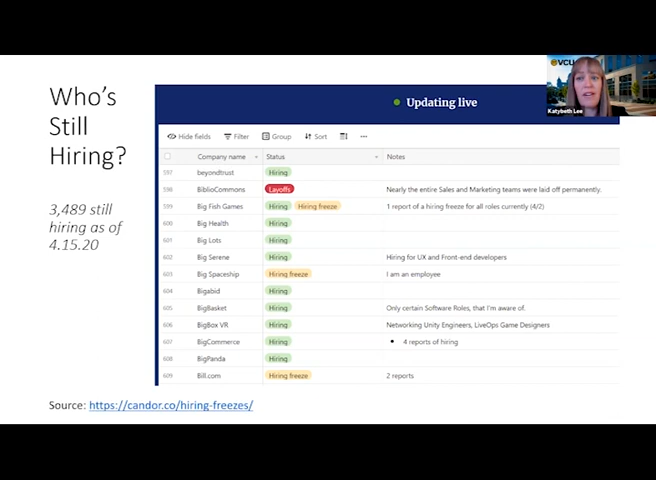 Who's
Still
Hiring?
3,489 still
hiring as of
4.15.20
Updating live
VCU
Katybeth Lee
Hide fields Filter Group Sort
Company name Status Notes
597 beyondtrust Hiring
598 BiblioCommons Layoffs Nearly the entire Sales and Marketing teams were laid off permanently.
599 Big Fish Games Hiring Hiring freeze 1 report of a hiring freeze for all roles currently (4/2)
600 Big Health Hiring
601 Big Lots Hiring
602 Big Serene Hiring Hiring for UX and Front-end developers
603 Big Spaceship Hiring freeze I am an employee
604 Bigabid Hiring
605 BigBasket Hiring Only certain Software Roles, that I'm aware of.
606 BigBox VR Hiring Networking Unity Engineers, LiveOps Game Designers
607 BigCommerce Hiring • 4 reports of hiring
608 BigPanda Hiring
609 Bill.com Hiring freeze 2 reports
Source: https://candor.co/hiring-freezes/